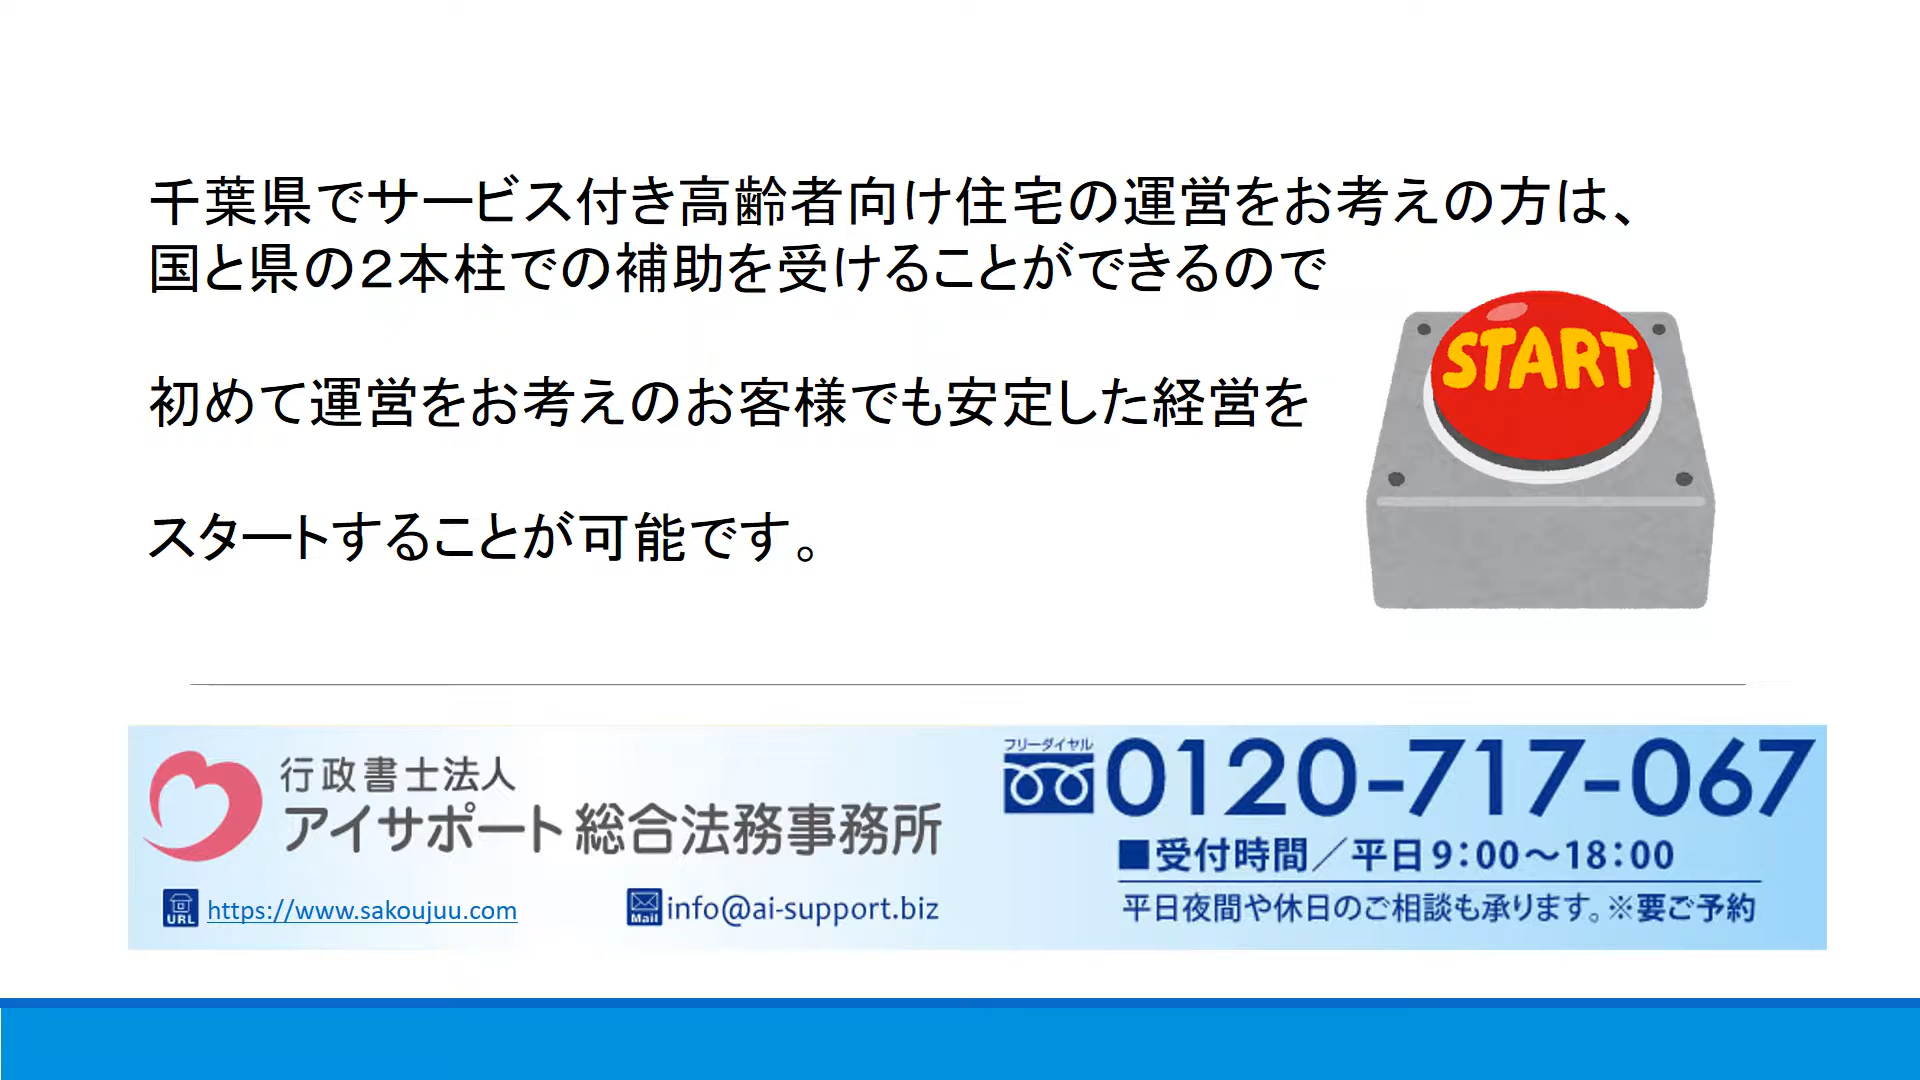 千葉県でサービス付き高齢者向け住宅の運営をお考えの方は、
国と県の２本柱での補助を受けることができるので
初めて運営をお考えのお客様でも安定した経営を
スタートすることが可能です。
START
行政書士法人
アイサポート総合法務事務所
URL https://www.sakoujuu.com
Mail info@ai-support.biz
フリーダイヤル
0120-717-067
■受付時間／平日9：00～18：00
平日夜間や休日のご相談も承ります。※要ご予約